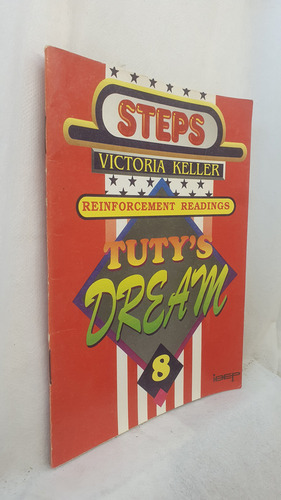 STEPS
VICTORIA KELLER
REINFORCEMENT READINGS
TUTY'S
DREAM
8